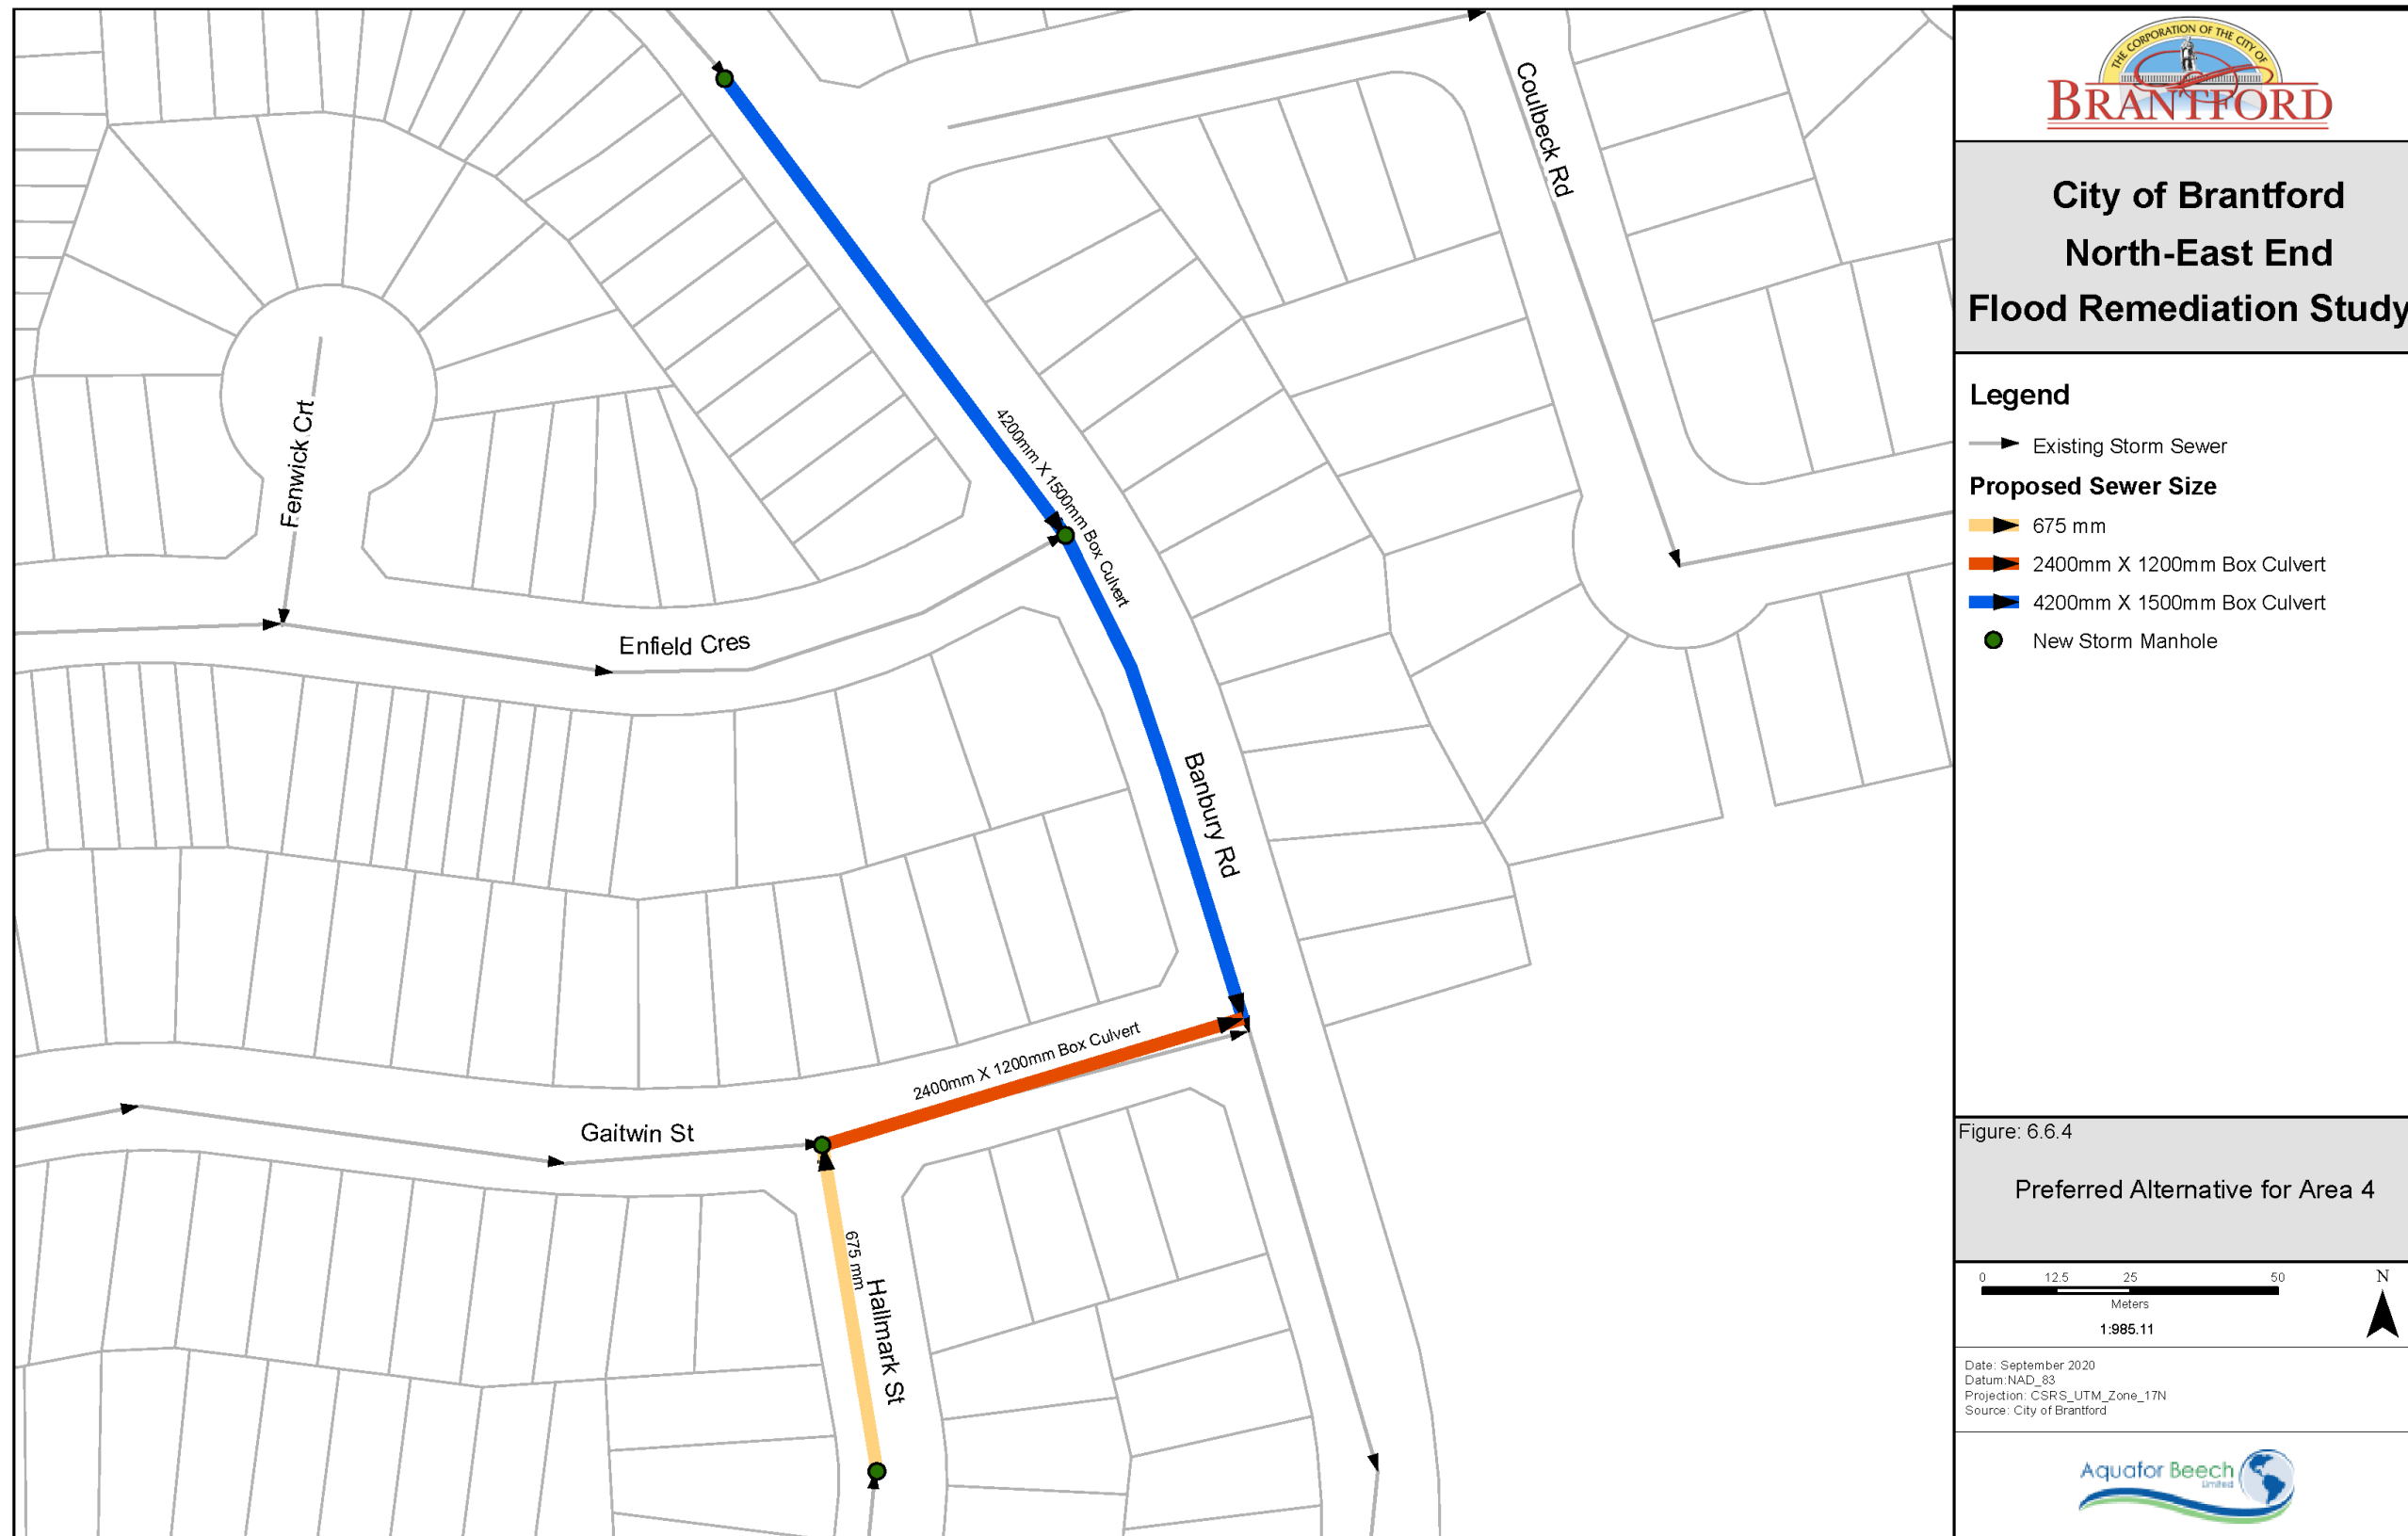 Coulbeck Rd
Fenwick Crt
4200mm X 1500mm Box Culvert
Enfield Cres
Banbury Rd
2400mm X 1200mm Box Culvert
Gaitwin St
675 mm
Hallmark St
THE CORPORATION OF THE CITY OF
BRANTFORD
City of Brantford
North-East End
Flood Remediation Study
Legend
Existing Storm Sewer
Proposed Sewer Size
675 mm
2400mm X 1200mm Box Culvert
4200mm X 1500mm Box Culvert
New Storm Manhole
Figure: 6.6.4
Preferred Alternative for Area 4
0 12.5 25 50
Meters
1:985.11
N
Date: September 2020
Datum:NAD_83
Projection: CSRS_UTM_Zone_17N
Source: City of Brantford
Aquafor Beech
Limited